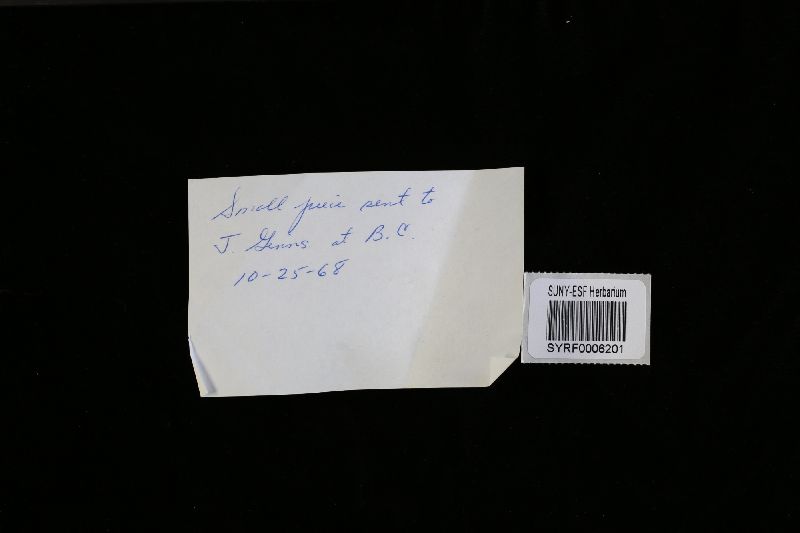 Small piece sent to
J. Ginns at B.C.
10-25-68
SUNY-ESF Herbarium
SYRF0006201